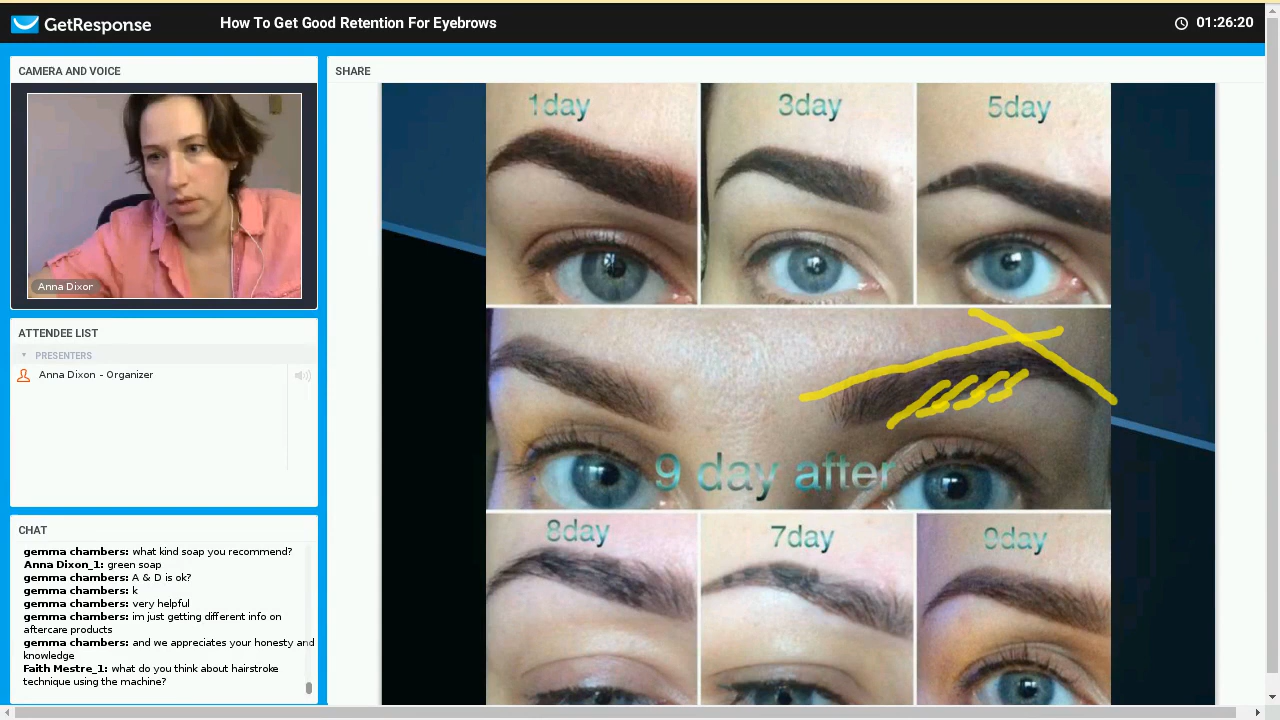 GetResponse
How To Get Good Retention For Eyebrows
01:26:20
CAMERA AND VOICE
Anna Dixon
ATTENDEE LIST
PRESENTERS
Anna Dixon - Organizer
CHAT
gemma chambers: what kind soap you recommend?
Anna Dixon_1: green soap
gemma chambers: A & D is ok?
gemma chambers: k
gemma chambers: very helpful
gemma chambers: im just getting different info on
aftercare products
gemma chambers: and we appreciates your honesty and
knowledge
Faith Mestre_1: what do you think about hairstroke
technique using the machine?
SHARE
1day
3day
5day
9 day after
8day
7day
9day